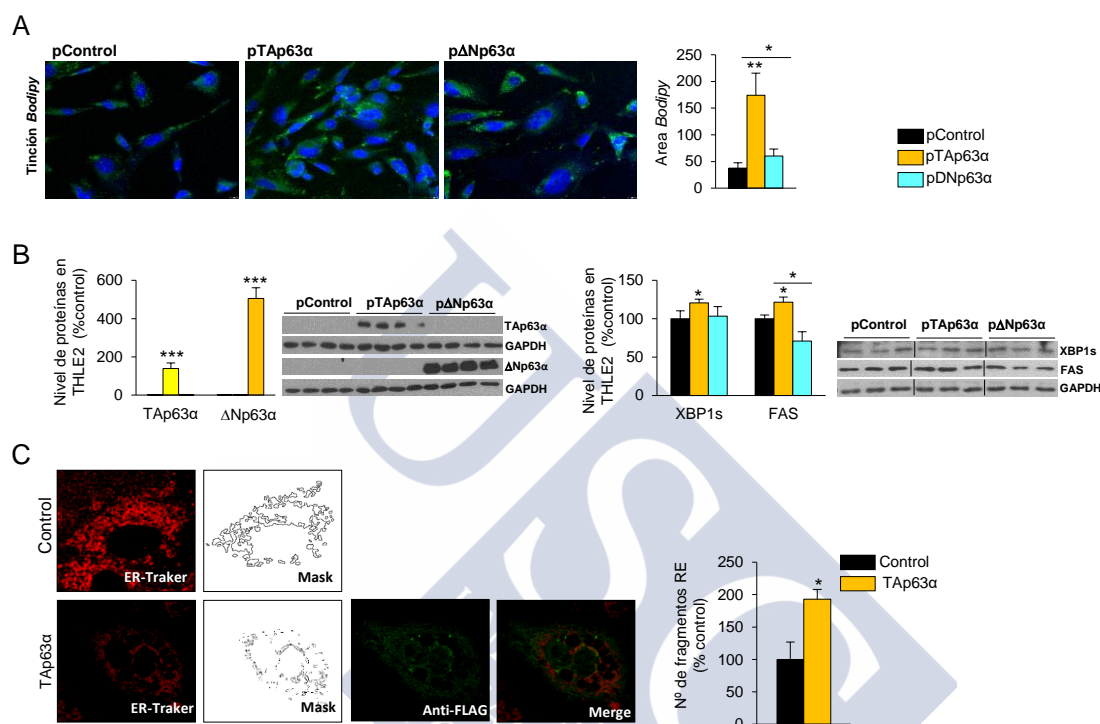 A
pControl
pTAp63α
pΔNp63α
Tinción Bodipy
Area Bodipy
250
200
150
100
50
0
**
*
pControl
pTAp63α
pDNp63α
B
Nivel de proteínas en
THLE2 (%control)
600
400
200
0
***
***
TAp63α
ΔNp63α
pControl
pTAp63α
pΔNp63α
TAp63α
GAPDH
ΔNp63α
GAPDH
Nivel de proteínas en
THLE2 (%control)
150
125
100
75
50
25
0
*
*
*
XBP1s
FAS
pControl
pTAp63α
pΔNp63α
XBP1s
FAS
GAPDH
C
Control
ER-Traker
Mask
TAp63α
ER-Traker
Mask
Anti-FLAG
Merge
Nº de fragmentos RE
(% control)
250
200
150
100
50
0
*
Control
TAp63α
USC